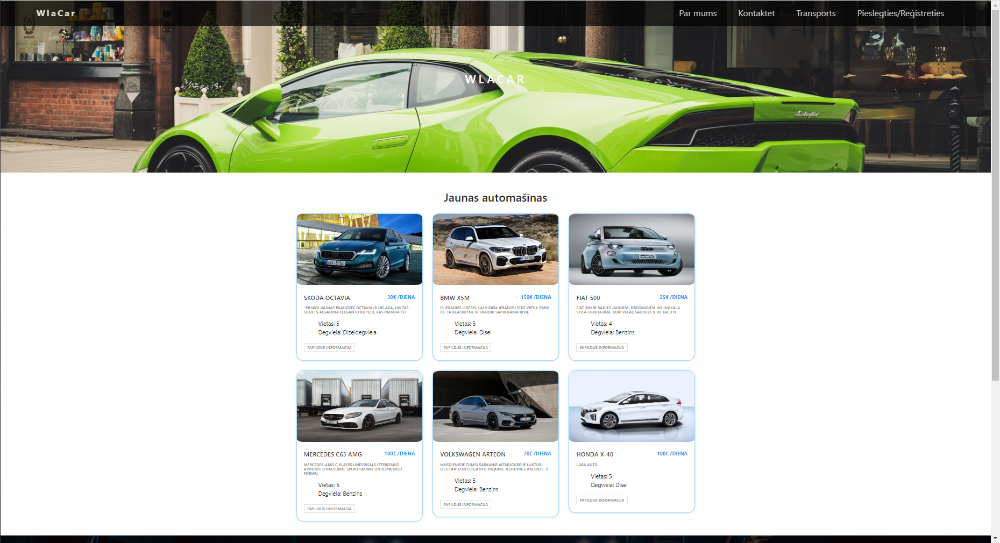 WlaCar
Par mums
Kontaktēt
Transports
Pieslēgties/Reģistrēties
WLACAR
Jaunas automašīnas
4SY·5152
SKODA OCTAVIA
30€ /DIENA
"PILNIGI JAUNAS PAAUDZES OCTAVIA IR LIELAKA, UN TAS
SILUETS ATGADINA ELEGANTU KUPEJU, KAS PADARA TO
Vietas: 5
Degviela: Dizeldegviela
PAPILDUS INFORMACIJA
BMW X5M
150€ /DIENA
IR IERADIES LIDERIS, LAI VISIEM IERADITU ISTO VIETU: BMW
X5. TA KLATBUTNE IR SKAIDRI SAPROTAMA IKVIE
Vietas: 5
Degviela: Disel
PAPILDUS INFORMACIJA
FIAT 500
25€ /DIENA
FIAT 500 IR RADITS JAUNIEM, DROSMIGIEM UN UNIKALA
STILA CIENITAJIEM, KURI VELAS SAUDZET VIDI, TACU N
Vietas: 4
Degviela: Benzins
PAPILDUS INFORMACIJA
MERCEDES C63 AMG
100€ /DIENA
MERCEDES-AMG C KLASES UNEVIRSALS IZTEIKSMIGI
APVIENO STRAUJUMU, SPORTISKUMU UN IESPAIDIGU
FORMU.
Vietas: 5
Degviela: Benzins
PAPILDUS INFORMACIJA
VOLKSWAGEN ARTEON
70€ /DIENA
MUSDIENIGIE TUMSI SARKANIE AIZMUGUREJIE LUKTURI
IZCE? ARTEON ELEGANTO DIZAINU. IESPAIDIGS AKCENTS: D
Vietas: 5
Degviela: Benzins
PAPILDUS INFORMACIJA
HONDA X-40
100€ /DIENA
LABA AUTO
Vietas: 5
Degviela: Disel
PAPILDUS INFORMACIJA